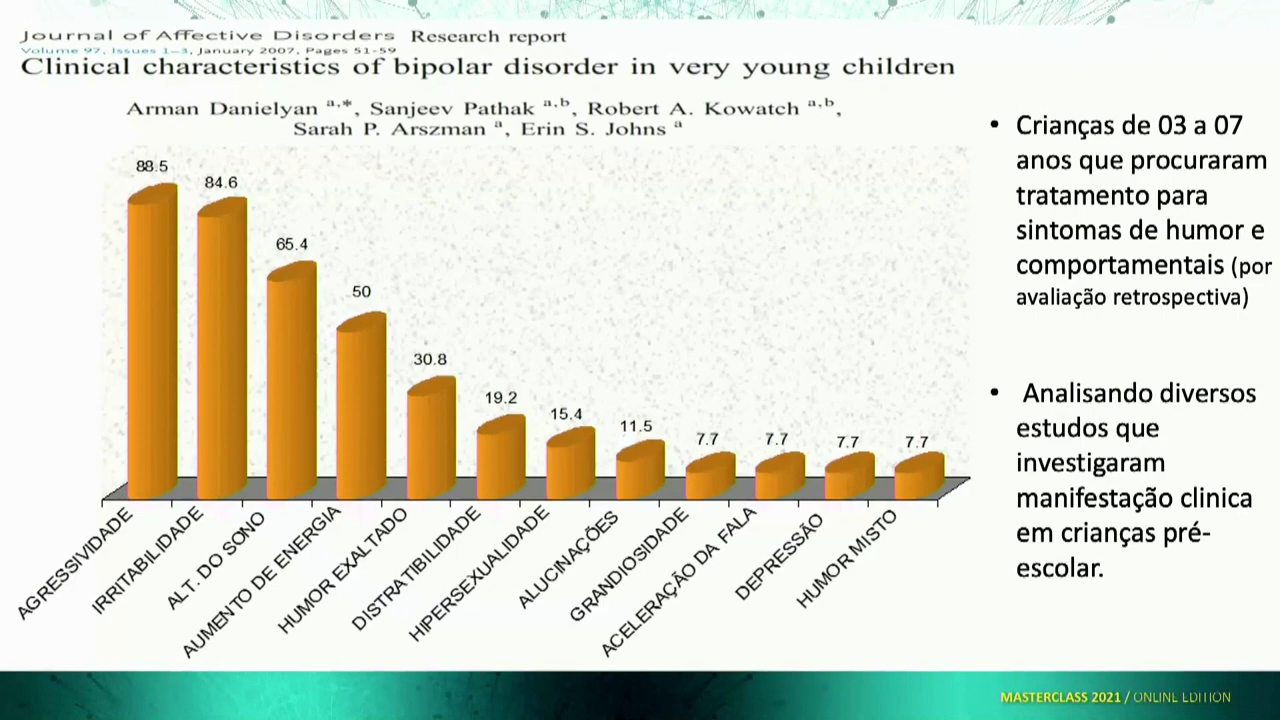 Journal of Affective Disorders Research report
Volume 97, Issues 1–3, January 2007, Pages 51-59
Clinical characteristics of bipolar disorder in very young children
Arman Danielyan a,*, Sanjeev Pathak a,b, Robert A. Kowatch a,b,
Sarah P. Arszman a, Erin S. Johns a
88.5
84.6
65.4
50
30.8
19.2
15.4
11.5
7.7
7.7
7.7
7.7
AGRESSIVIDADE
IRRITABILIDADE
ALT. DO SONO
AUMENTO DE ENERGIA
HUMOR EXALTADO
DISTRATIBILIDADE
HIPERSEXUALIDADE
ALUCINAÇÕES
GRANDIOSIDADE
ACELERAÇÃO DA FALA
DEPRESSÃO
HUMOR MISTO
• Crianças de 03 a 07
anos que procuraram
tratamento para
sintomas de humor e
comportamentais (por
avaliação retrospectiva)
• Analisando diversos
estudos que
investigaram
manifestação clinica
em crianças pré-
escolar.
MASTERCLASS 2021 / ONLINE EDITION